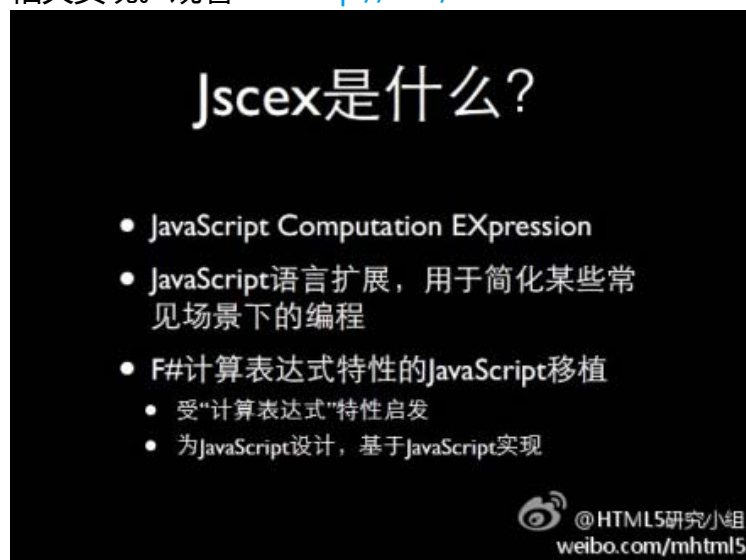 Jscex是什么?
• JavaScript Computation EXpression
• JavaScript语言扩展，用于简化某些常
见场景下的编程
• F#计算表达式特性的JavaScript移植
• 受“计算表达式”特性启发
• 为JavaScript设计，基于JavaScript实现
@HTML5研究小组
weibo.com/mhtml5